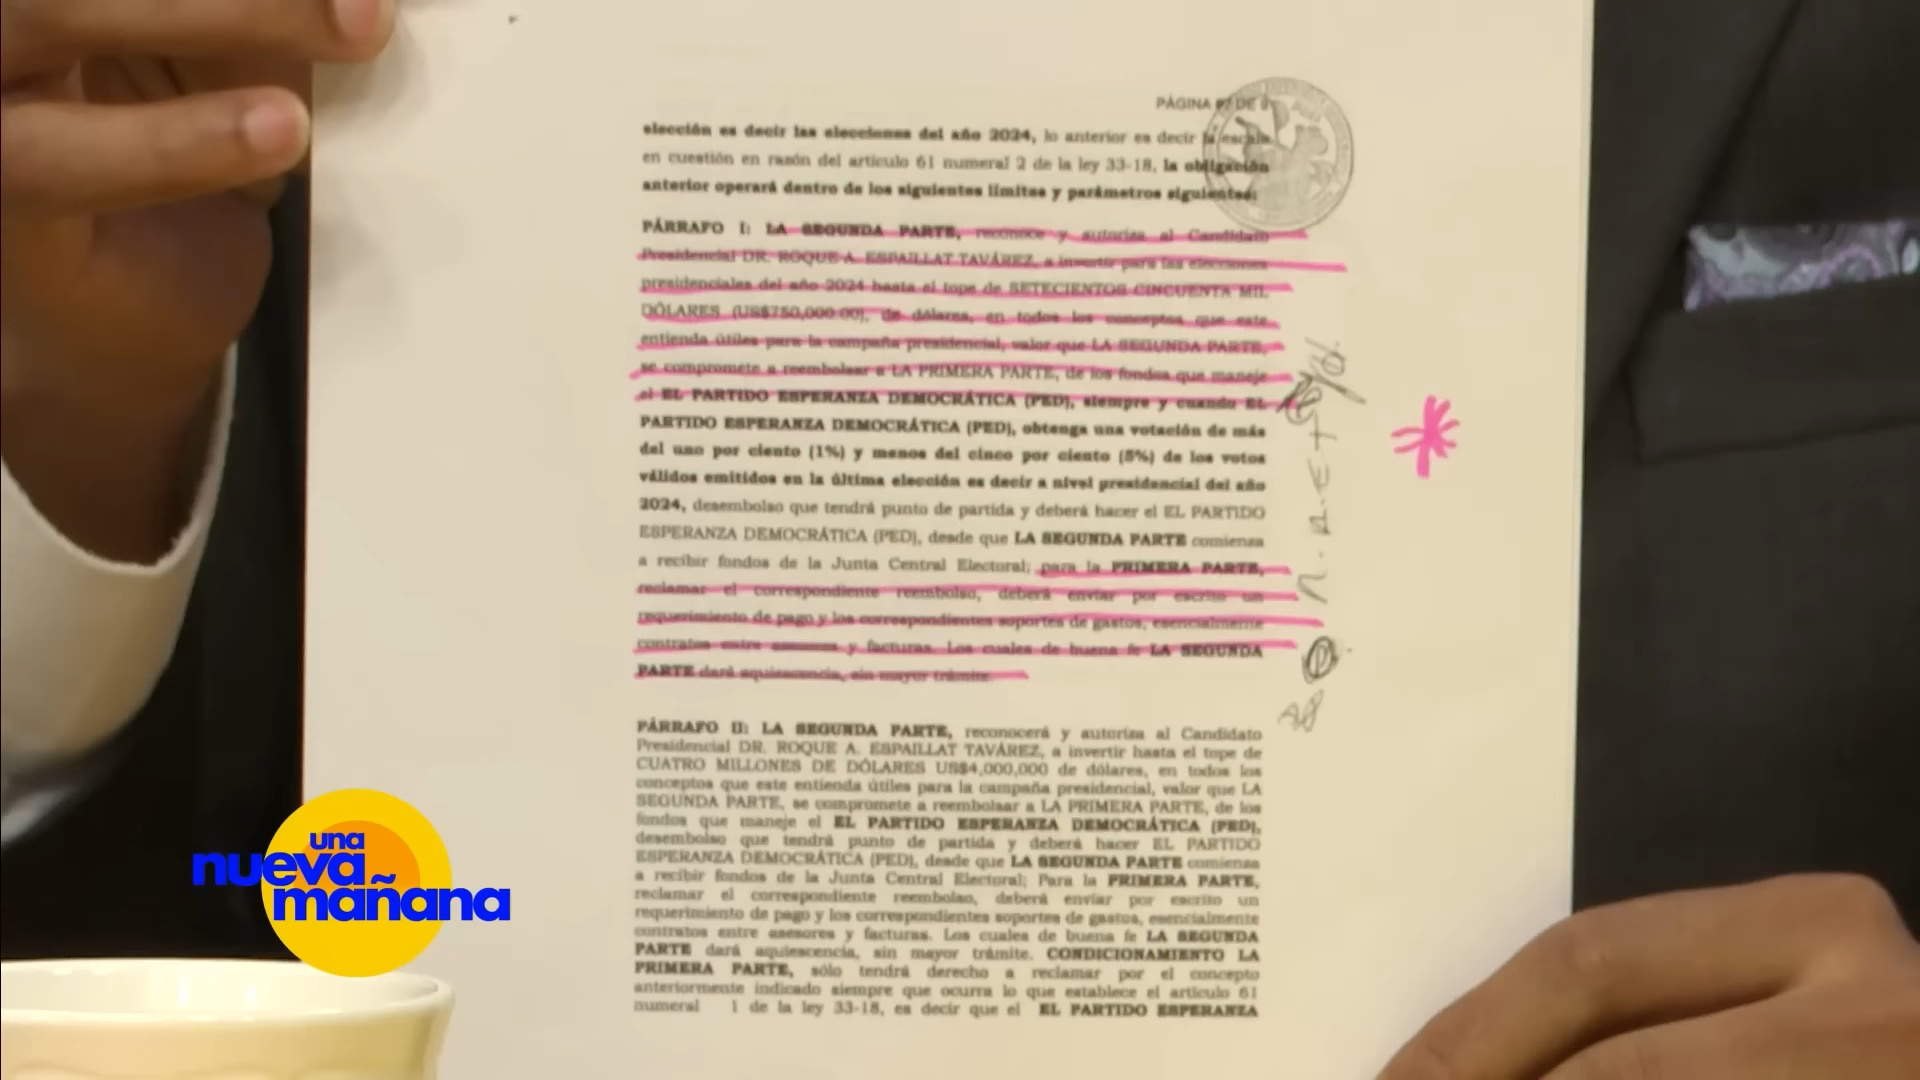 PÁGINA 07 DE
elección es decir las elecciones del año 2024, lo anterior es decir la escala
en cuestión en razón del artículo 61 numeral 2 de la ley 33-18, la obligación
anterior operará dentro de los siguientes límites y parámetros siguientes:
PÁRRAFO I: LA SEGUNDA PARTE, reconoce y autoriza al Candidato
Presidencial DR. ROQUE A. ESPAILLAT TAVÁREZ, a invertir para las elecciones
presidenciales del año 2024 hasta el tope de SETECIENTOS CINCUENTA MIL
DÓLARES (US$750,000.00), de dólares, en todos los conceptos que este
entienda útiles para la campaña presidencial, valor que LA SEGUNDA PARTE,
se compromete a reembolsar a LA PRIMERA PARTE, de los fondos que maneje
el EL PARTIDO ESPERANZA DEMOCRÁTICA (PED), siempre y cuando EL
PARTIDO ESPERANZA DEMOCRÁTICA (PED), obtenga una votación de más
del uno por ciento (1%) y menos del cinco por ciento (5%) de los votos
válidos emitidos en la última elección es decir a nivel presidencial del año
2024, desembolso que tendrá punto de partida y deberá hacer el EL PARTIDO
ESPERANZA DEMOCRÁTICA (PED), desde que LA SEGUNDA PARTE comienza
a recibir fondos de la Junta Central Electoral; para la PRIMERA PARTE,
reclamar el correspondiente reembolso, deberá enviar por escrito un
requerimiento de pago y los correspondientes soportes de gastos, esencialmente
contratos entre asesores y facturas. Los cuales de buena fe LA SEGUNDA
PARTE dará aquiescencia, sin mayor trámite.
PÁRRAFO II: LA SEGUNDA PARTE, reconocerá y autoriza al Candidato
Presidencial DR. ROQUE A. ESPAILLAT TAVÁREZ, a invertir hasta el tope de
CUATRO MILLONES DE DÓLARES US$4,000,000 de dólares, en todos los
conceptos que este entienda útiles para la campaña presidencial, valor que LA
SEGUNDA PARTE, se compromete a reembolsar a LA PRIMERA PARTE, de los
fondos que maneje el EL PARTIDO ESPERANZA DEMOCRÁTICA (PED),
desembolso que tendrá punto de partida y deberá hacer EL PARTIDO
ESPERANZA DEMOCRÁTICA (PED), desde que LA SEGUNDA PARTE comienza
a recibir fondos de la Junta Central Electoral; Para la PRIMERA PARTE,
reclamar el correspondiente reembolso, deberá enviar por escrito un
requerimiento de pago y los correspondientes soportes de gastos, esencialmente
contratos entre asesores y facturas. Los cuales de buena fe LA SEGUNDA
PARTE dará aquiescencia, sin mayor trámite. CONDICIONAMIENTO LA
PRIMERA PARTE, sólo tendrá derecho a reclamar por el concepto
anteriormente indicado siempre que ocurra lo que establece el artículo 61
numeral 1 de la ley 33-18, es decir que el EL PARTIDO ESPERANZA
una
nueva
mañana